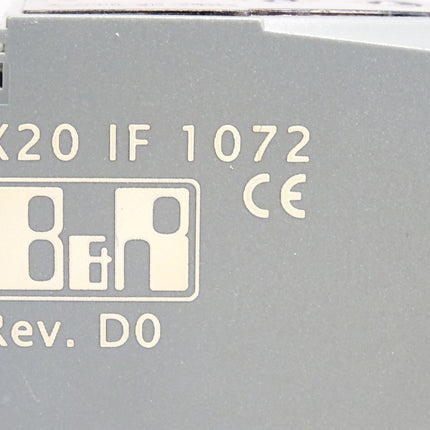 X20 IF 1072
CE
B&R
Rev. D0